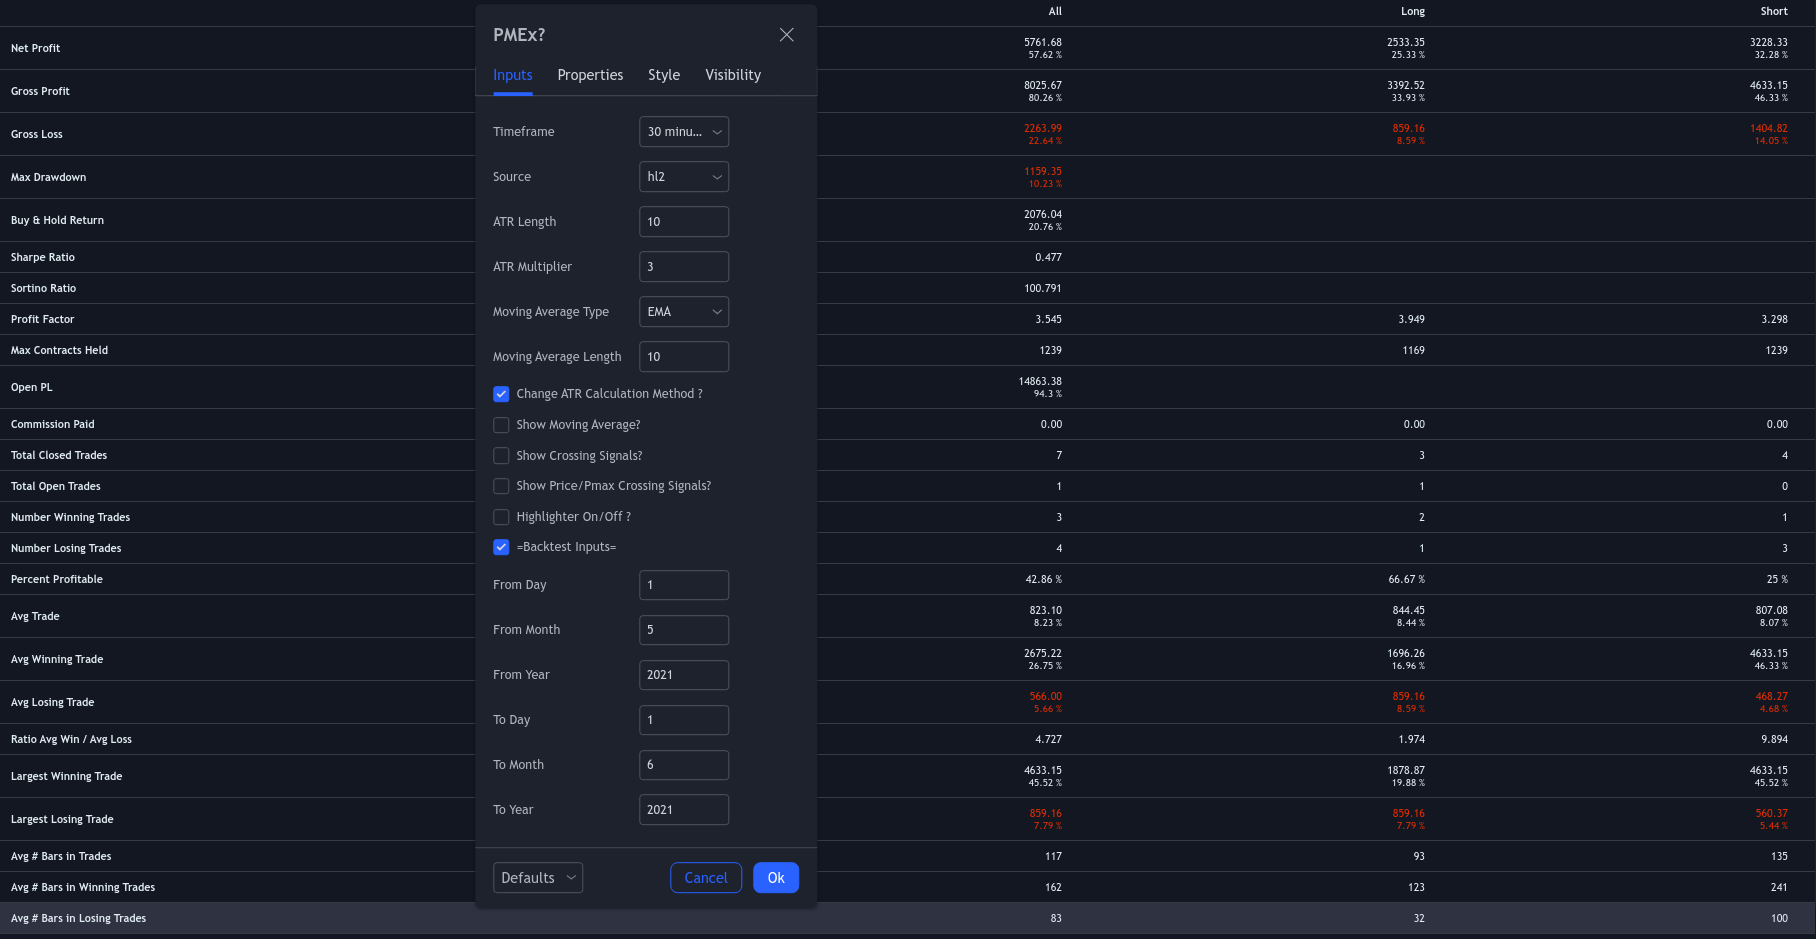 All Long Short
Net Profit 5761.68 2533.35 3228.33
57.62 % 25.33 % 32.28 %
Gross Profit 8025.67 3392.52 4633.15
80.26 % 33.93 % 46.33 %
Gross Loss 2263.99 859.16 1404.82
22.64 % 8.59 % 14.05 %
Max Drawdown 1159.35
10.23 %
Buy & Hold Return 2076.04
20.76 %
Sharpe Ratio 0.477
Sortino Ratio 100.791
Profit Factor 3.545 3.949 3.298
Max Contracts Held 1239 1169 1239
Open PL 14863.38
94.3 %
Commission Paid 0.00 0.00 0.00
Total Closed Trades 7 3 4
Total Open Trades 1 1 0
Number Winning Trades 3 2 1
Number Losing Trades 4 1 3
Percent Profitable 42.86 % 66.67 % 25 %
Avg Trade 823.10 844.45 807.08
8.23 % 8.44 % 8.07 %
Avg Winning Trade 2675.22 1696.26 4633.15
26.75 % 16.96 % 46.33 %
Avg Losing Trade 566.00 859.16 468.27
5.66 % 8.59 % 4.68 %
Ratio Avg Win / Avg Loss 4.727 1.974 9.894
Largest Winning Trade 4633.15 1878.87 4633.15
45.52 % 19.88 % 45.52 %
Largest Losing Trade 859.16 859.16 560.37
7.79 % 7.79 % 5.44 %
Avg # Bars in Trades 117 93 135
Avg # Bars in Winning Trades 162 123 241
Avg # Bars in Losing Trades 83 32 100
PMEx?
Inputs Properties Style Visibility
Timeframe 30 minu...
Source hl2
ATR Length 10
ATR Multiplier 3
Moving Average Type EMA
Moving Average Length 10
Change ATR Calculation Method ?
Show Moving Average?
Show Crossing Signals?
Show Price/Pmax Crossing Signals?
Highlighter On/Off ?
=Backtest Inputs=
From Day 1
From Month 5
From Year 2021
To Day 1
To Month 6
To Year 2021
Defaults Cancel Ok